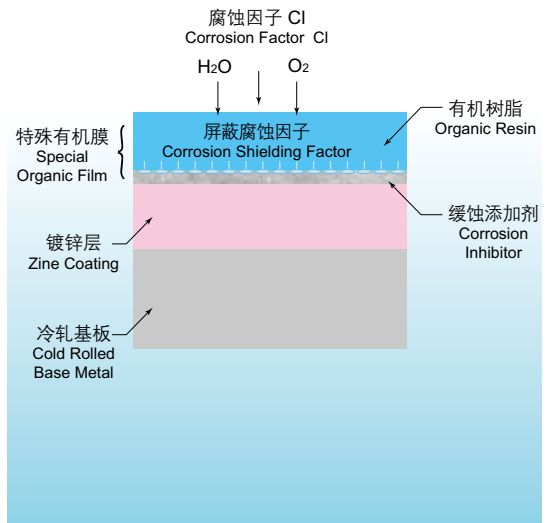 腐蚀因子 Cl
Corrosion Factor Cl
H₂O
O₂
特殊有机膜
Special
Organic Film
屏蔽腐蚀因子
Corrosion Shielding Factor
有机树脂
Organic Resin
缓蚀添加剂
Corrosion
Inhibitor
镀锌层
Zine Coating
冷轧基板
Cold Rolled
Base Metal